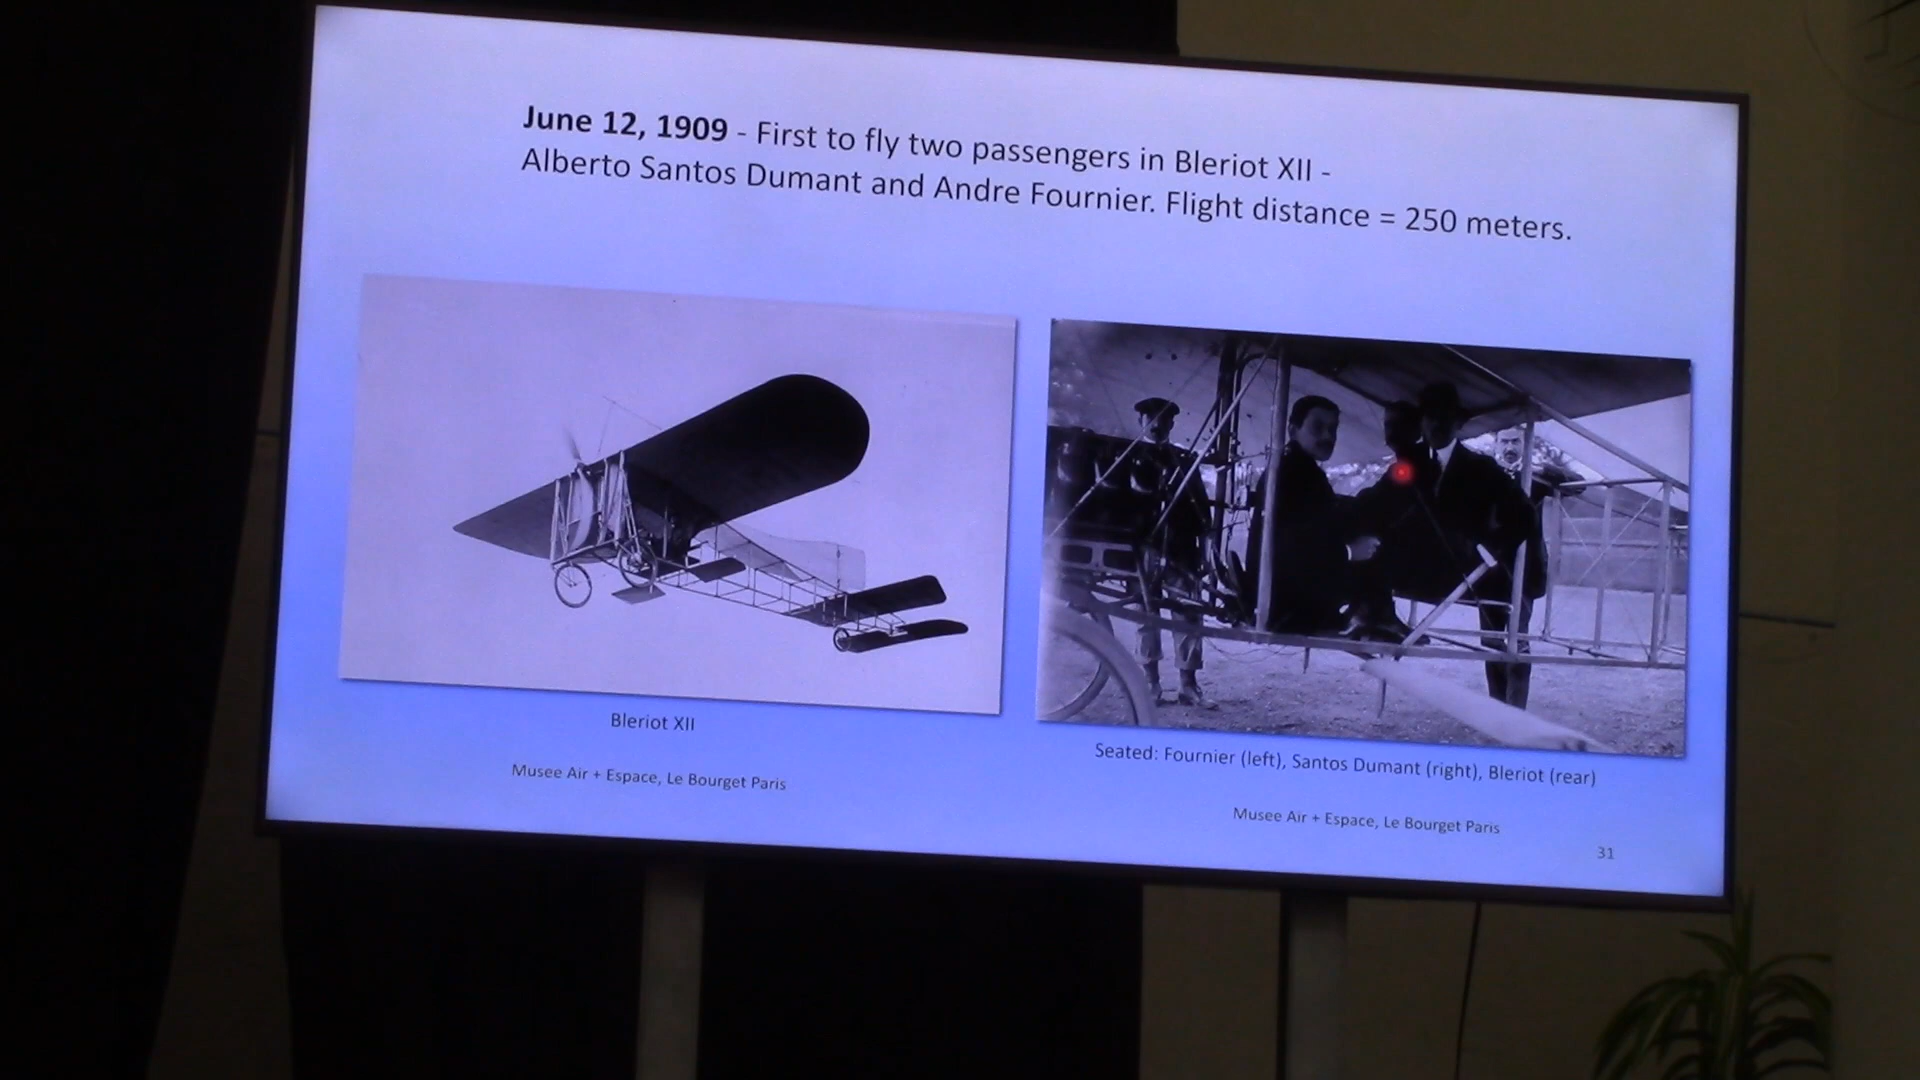 June 12, 1909 - First to fly two passengers in Bleriot XII -
Alberto Santos Dumant and Andre Fournier. Flight distance = 250 meters.
Bleriot XII
Musee Air + Espace, Le Bourget Paris
Seated: Fournier (left), Santos Dumant (right), Bleriot (rear)
Musee Air + Espace, Le Bourget Paris
31